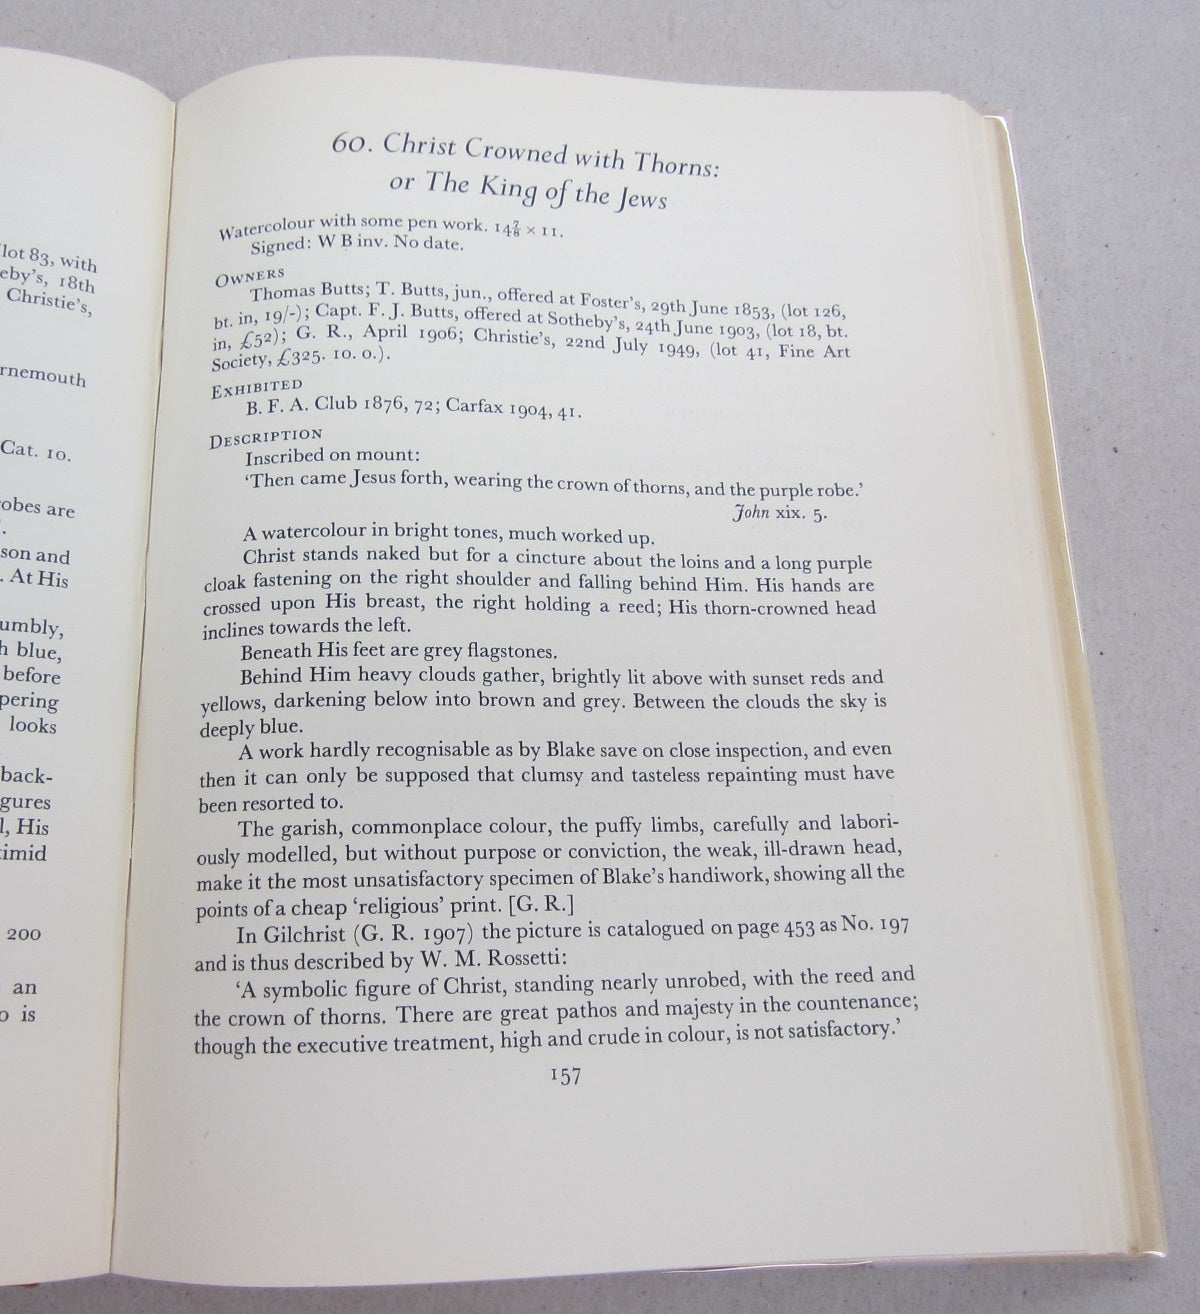 lot 83, with
eby's, 18th
Christie's,
rnemouth
Cat. 10.
obes are
son and
. At His
umbly,
h blue,
before
pering
looks
back-
gures
l, His
timid
200
an
o is
60. Christ Crowned with Thorns:
or The King of the Jews
Watercolour with some pen work. 14⅞ × 11.
Signed: W B inv. No date.
OWNERS
Thomas Butts; T. Butts, jun., offered at Foster's, 29th June 1853, (lot 126,
bt. in, 19/-); Capt. F. J. Butts, offered at Sotheby's, 24th June 1903, (lot 18, bt.
in, £52); G. R., April 1906; Christie's, 22nd July 1949, (lot 41, Fine Art
Society, £325. 10. 0.).
EXHIBITED
B. F. A. Club 1876, 72; Carfax 1904, 41.
DESCRIPTION
Inscribed on mount:
'Then came Jesus forth, wearing the crown of thorns, and the purple robe.'
John xix. 5.
A watercolour in bright tones, much worked up.
Christ stands naked but for a cincture about the loins and a long purple
cloak fastening on the right shoulder and falling behind Him. His hands are
crossed upon His breast, the right holding a reed; His thorn-crowned head
inclines towards the left.
Beneath His feet are grey flagstones.
Behind Him heavy clouds gather, brightly lit above with sunset reds and
yellows, darkening below into brown and grey. Between the clouds the sky is
deeply blue.
A work hardly recognisable as by Blake save on close inspection, and even
then it can only be supposed that clumsy and tasteless repainting must have
been resorted to.
The garish, commonplace colour, the puffy limbs, carefully and labori-
ously modelled, but without purpose or conviction, the weak, ill-drawn head,
make it the most unsatisfactory specimen of Blake's handiwork, showing all the
points of a cheap 'religious' print. [G. R.]
In Gilchrist (G. R. 1907) the picture is catalogued on page 453 as No. 197
and is thus described by W. M. Rossetti:
'A symbolic figure of Christ, standing nearly unrobed, with the reed and
the crown of thorns. There are great pathos and majesty in the countenance;
though the executive treatment, high and crude in colour, is not satisfactory.'
157